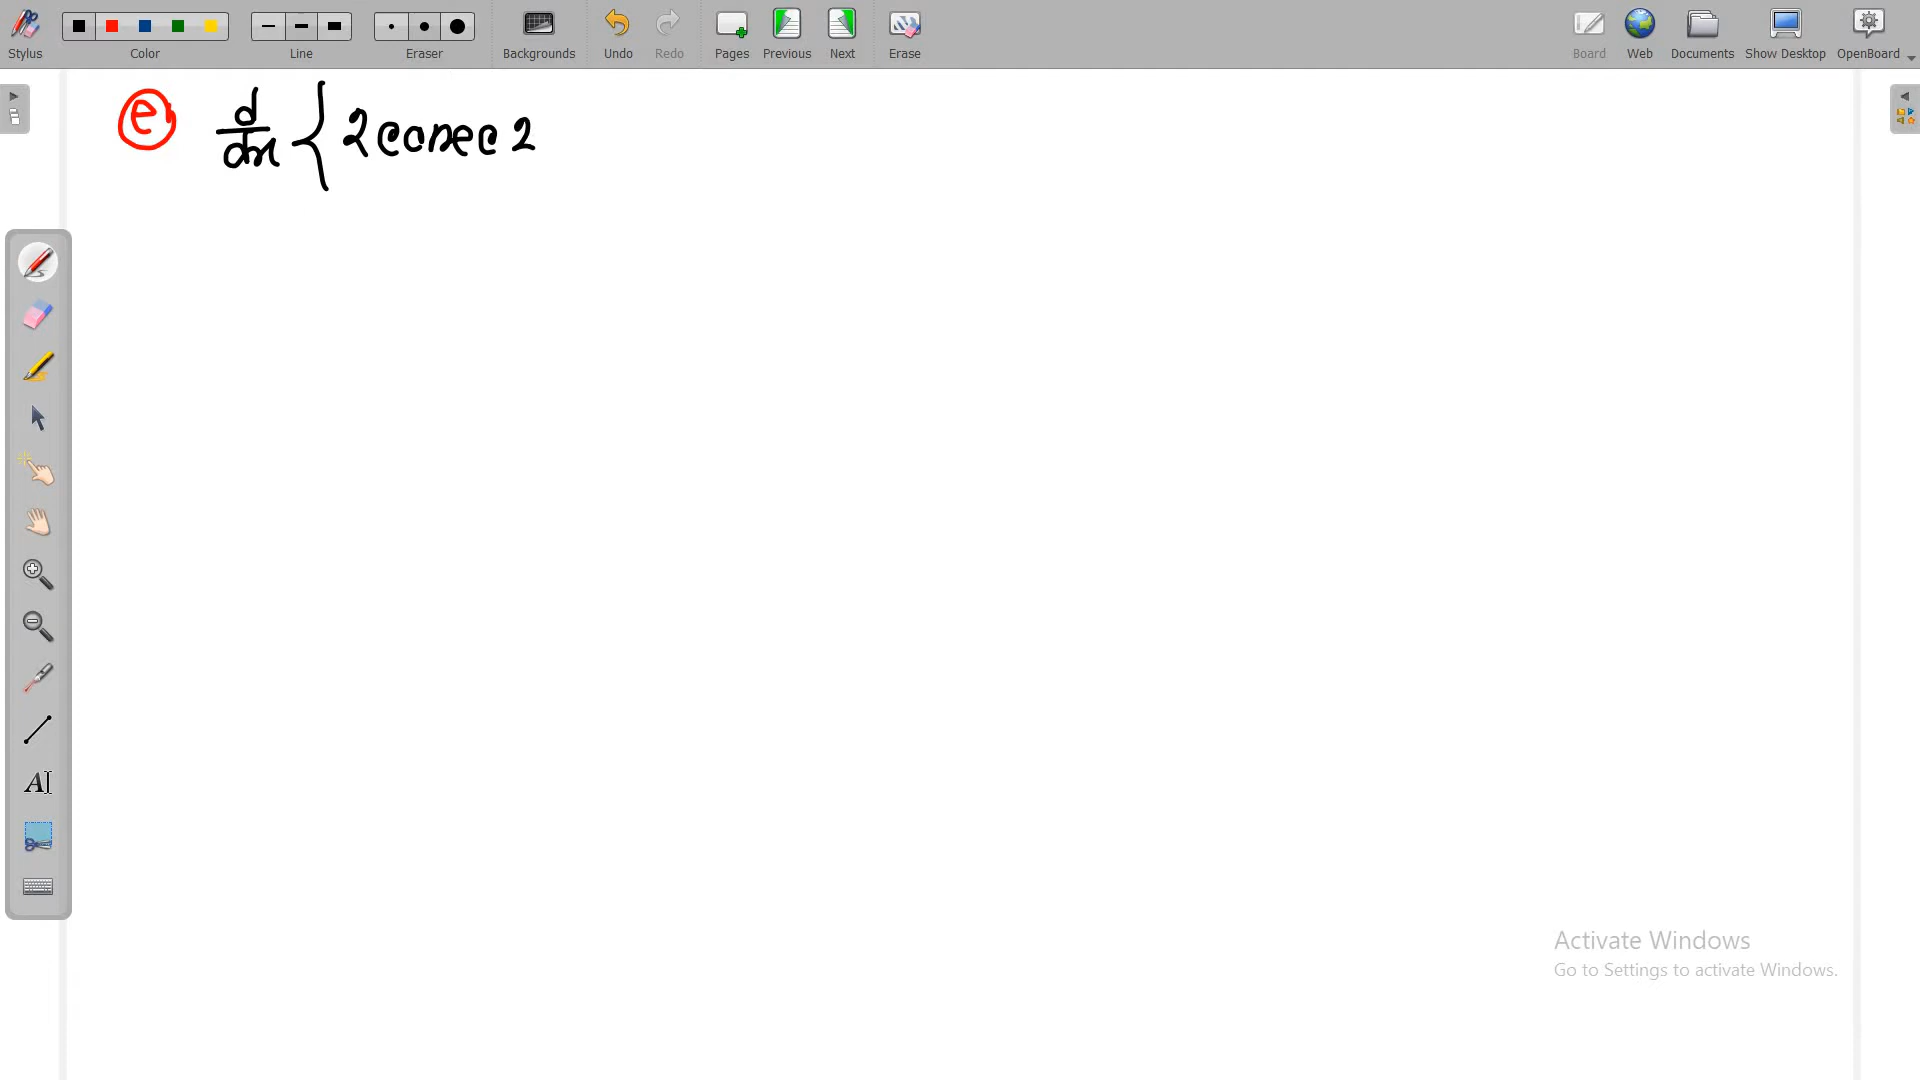 Stylus Color Line Eraser Backgrounds Undo Redo Pages Previous Next Erase Board Web Documents Show Desktop OpenBoard
e d/dx { 2 cosec 2
A
Activate Windows
Go to Settings to activate Windows.